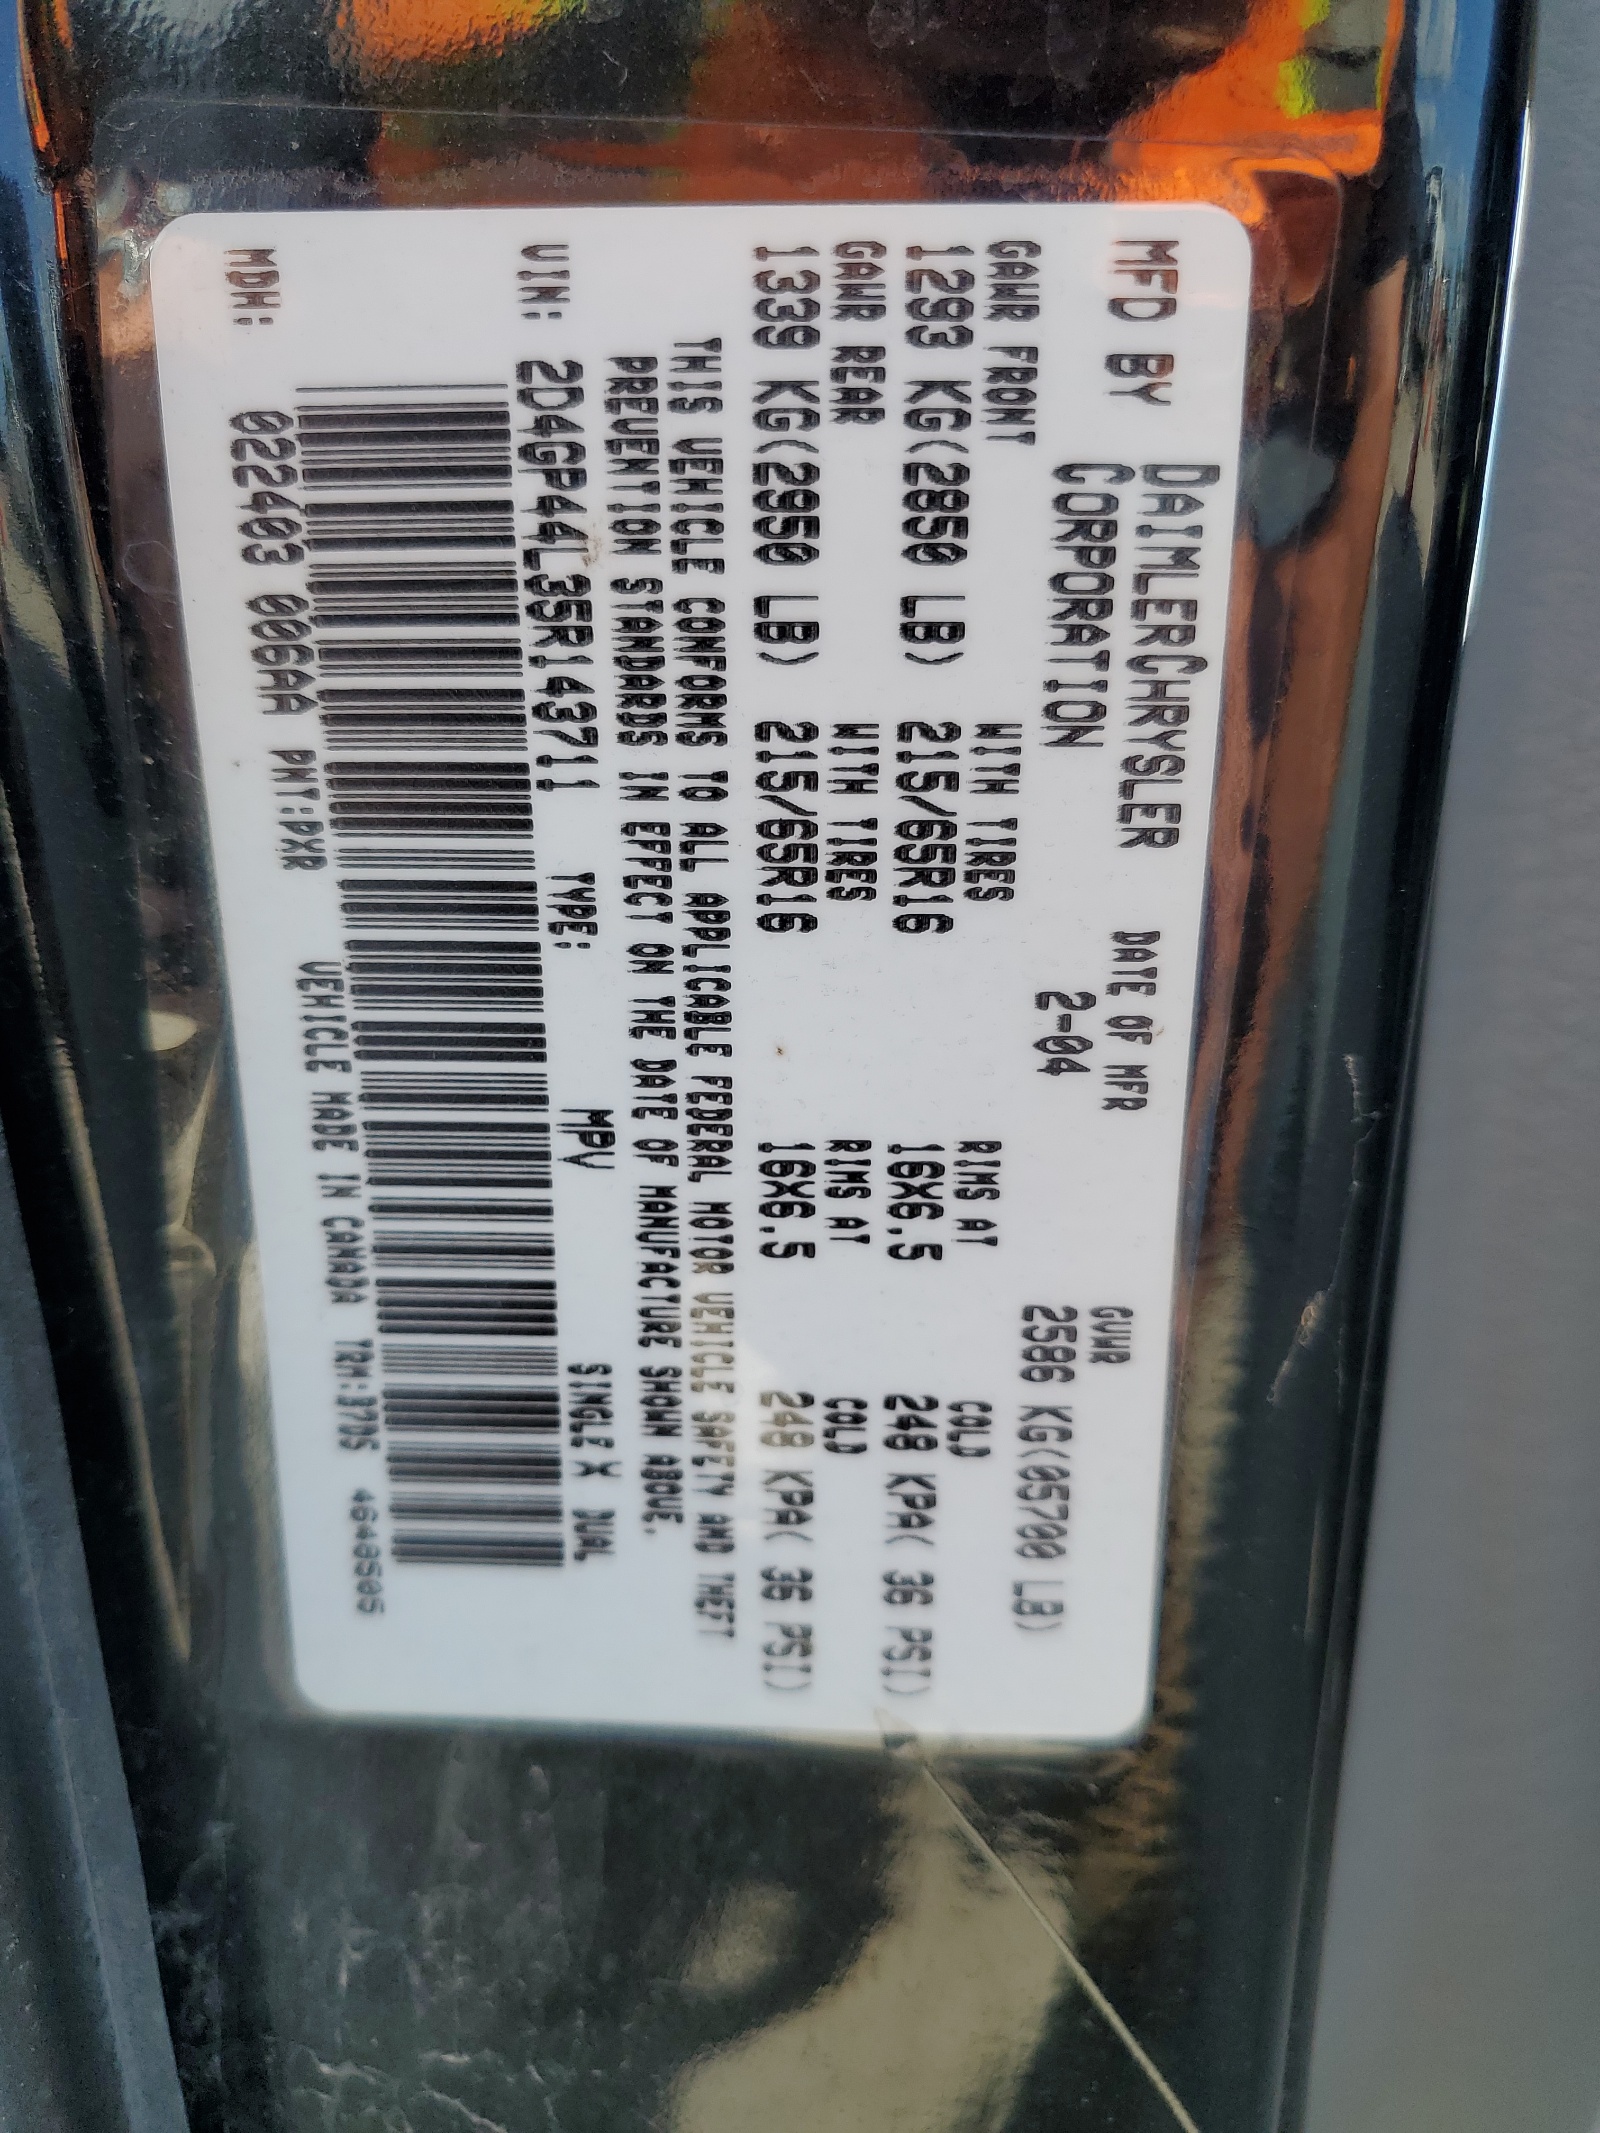 MFD BY DAIMLERCHRYSLER CORPORATION DATE OF MFR 2-04 GVWR 2586 KG(05700 LB)
GAWR FRONT WITH TIRES RIMS AT COLD
1293 KG(2850 LB) 215/65R16 16X6.5 248 KPA( 36 PSI)
GAWR REAR WITH TIRES RIMS AT COLD
1339 KG(2950 LB) 215/65R16 16X6.5 248 KPA( 36 PSI)
THIS VEHICLE CONFORMS TO ALL APPLICABLE FEDERAL MOTOR VEHICLE SAFETY AND THEFT
PREVENTION STANDARDS IN EFFECT ON THE DATE OF MANUFACTURE SHOWN ABOVE.
VIN: 2D4GP44L35R143711 TYPE: MPV SINGLE X DUAL
MDH: 022403 006AA PNT:PXR VEHICLE MADE IN CANADA TRM:B7D5